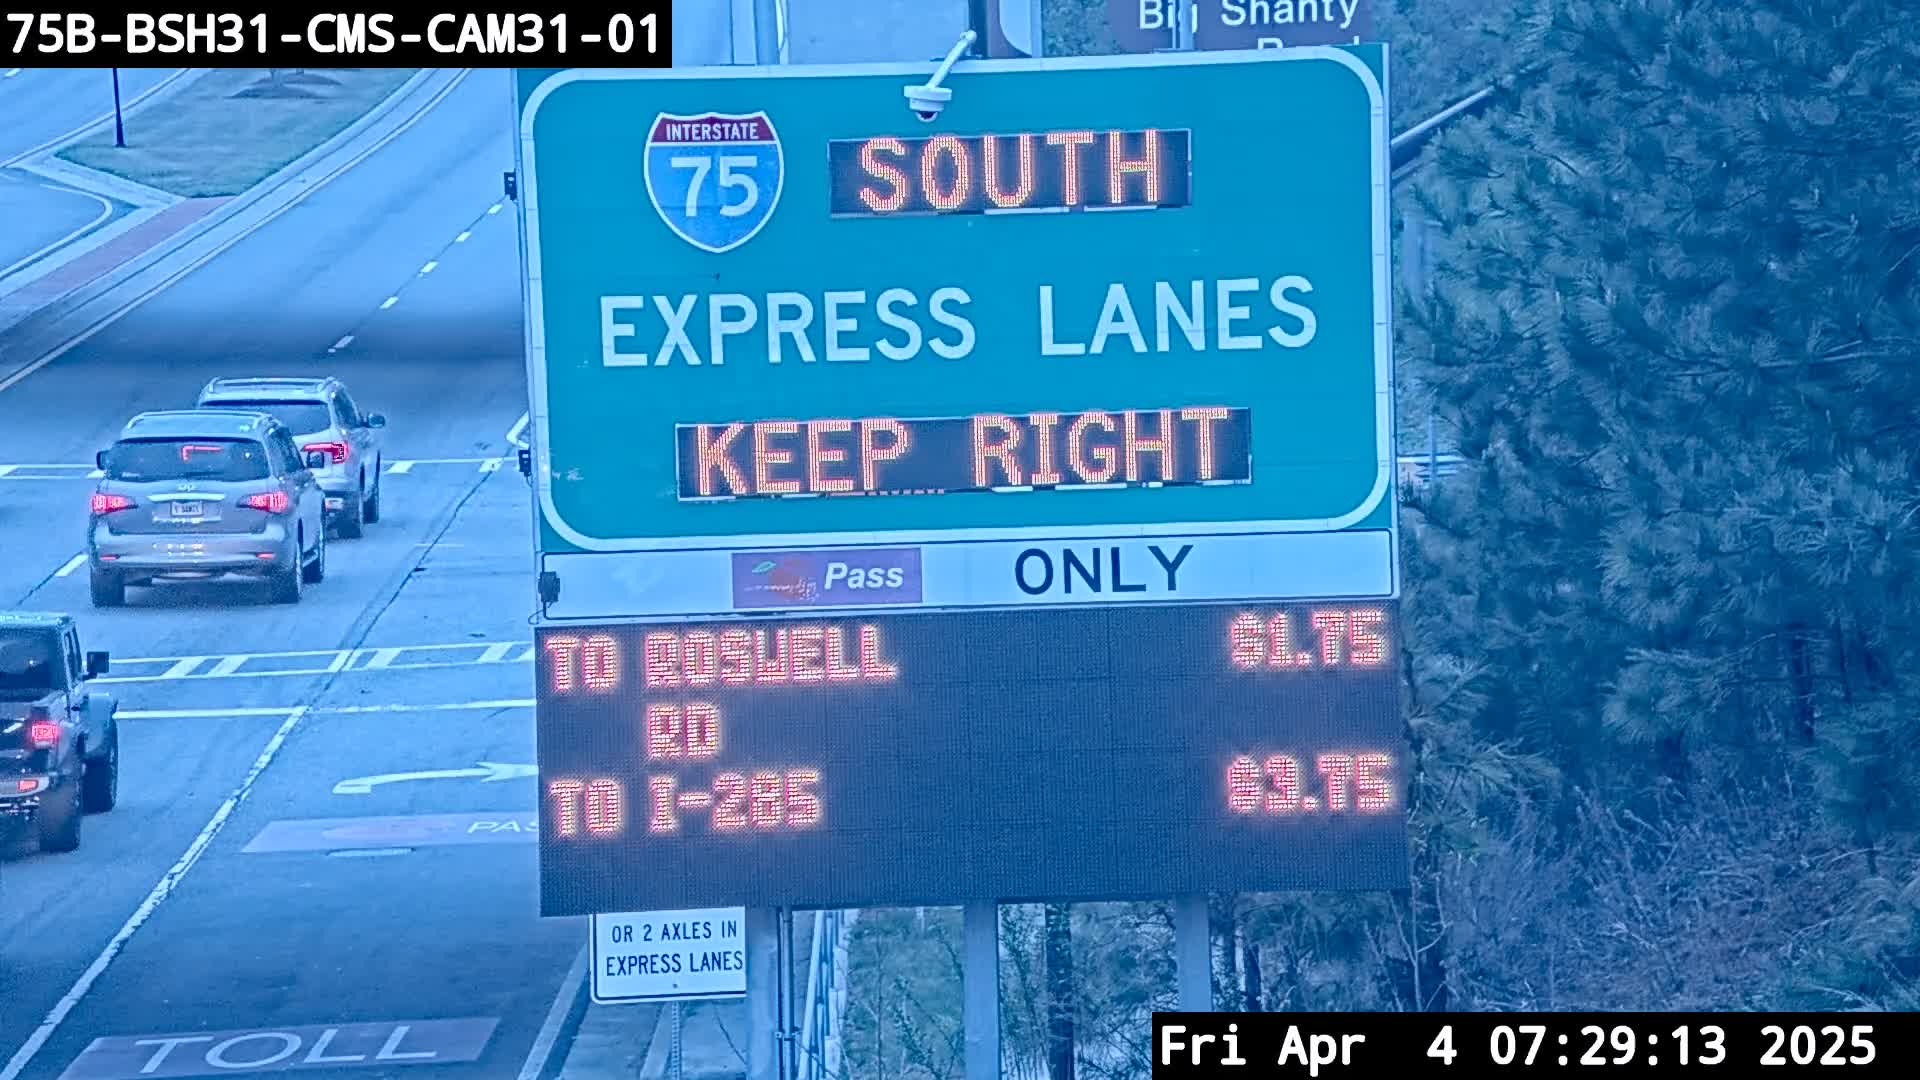 75B-BSH31-CMS-CAM31-01
Big Shanty
INTERSTATE
75
SOUTH
EXPRESS LANES
KEEP RIGHT
Pass ONLY
TO ROSWELL $1.75
RD
TO I-285 $3.75
OR 2 AXLES IN
EXPRESS LANES
TOLL
Fri Apr 4 07:29:13 2025